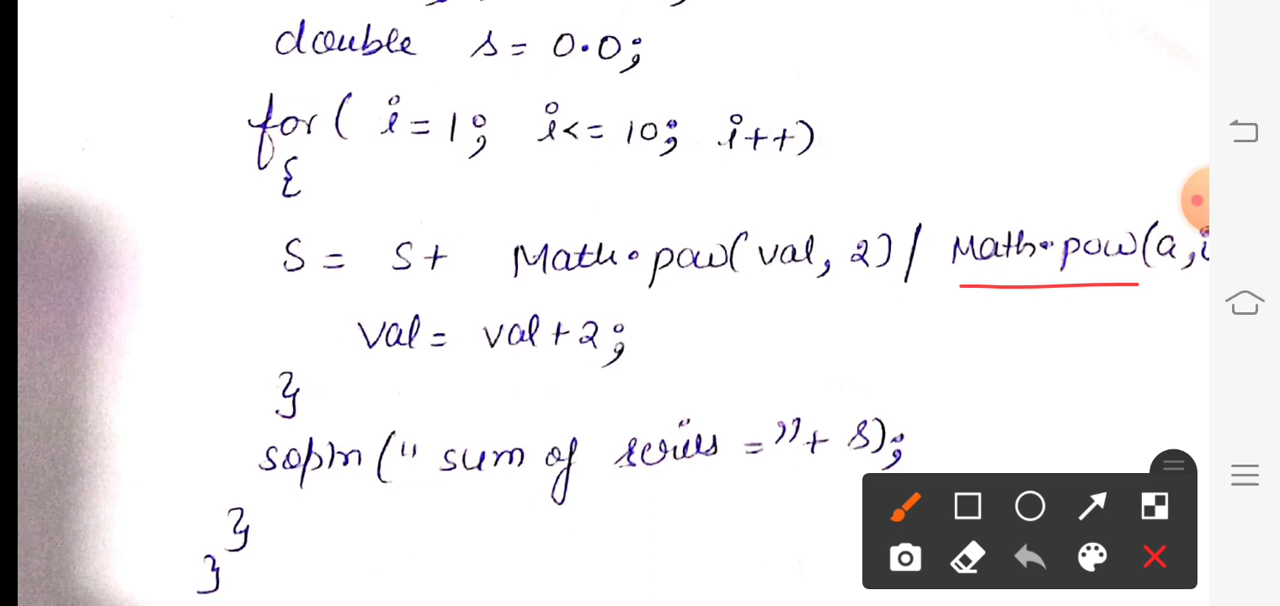 double s = 0.0;
for( i = 1; i <= 10; i++)
{
S = S + Math.pow(val, 2) / Math.pow(a, i
val = val + 2;
}
sopln (" sum of series = " + S);
}
}